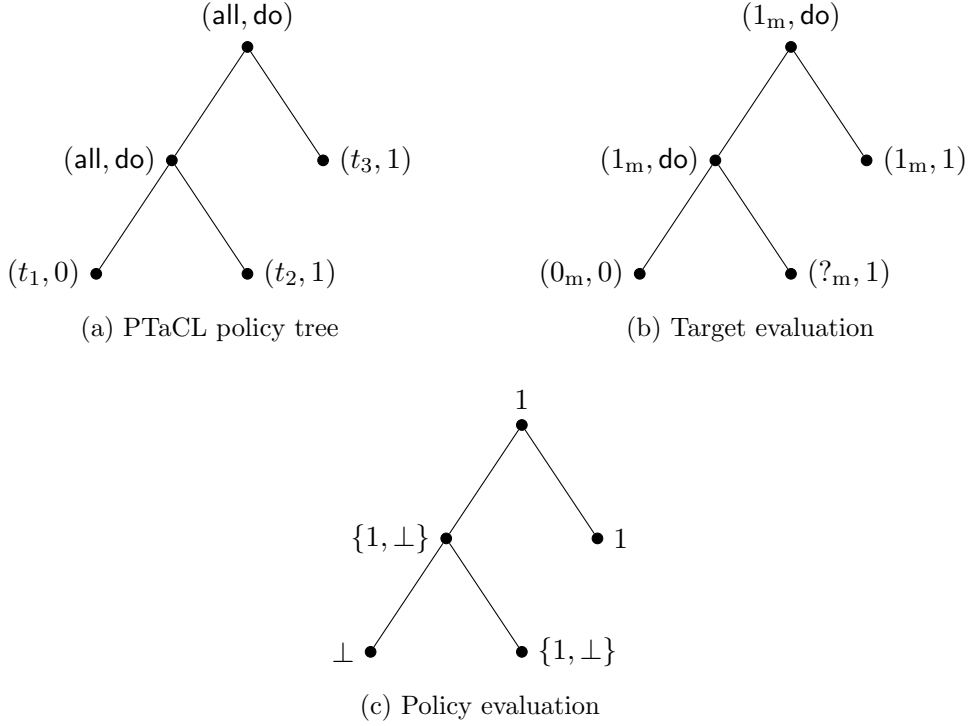 (all, do) (1ₘ, do)
(all, do) (t₃, 1) (1ₘ, do) (1ₘ, 1)
(t₁, 0) (t₂, 1) (0ₘ, 0) (?ₘ, 1)
(a) PTaCL policy tree (b) Target evaluation
1
{1, ⊥} 1
⊥ {1, ⊥}
(c) Policy evaluation